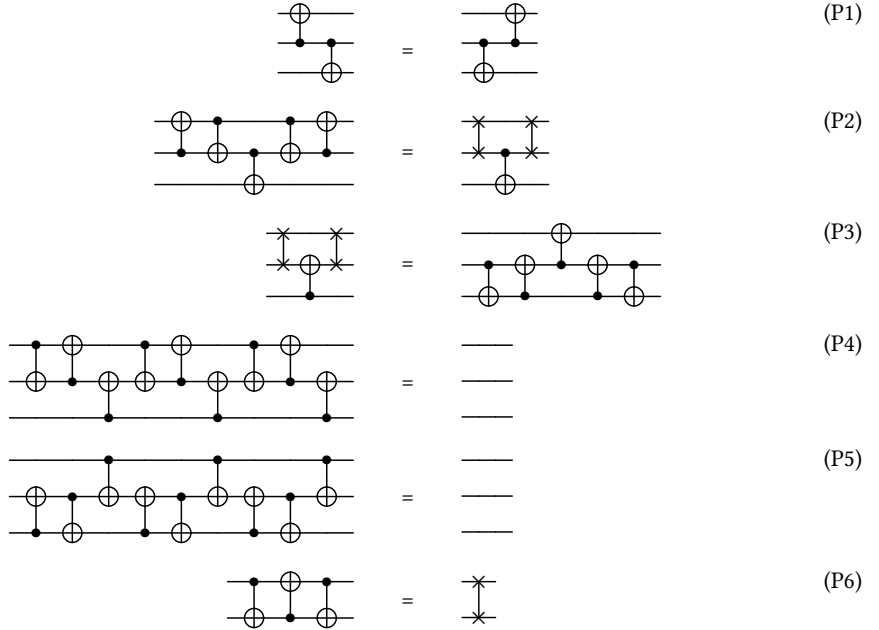 = (P1)
= (P2)
= (P3)
= (P4)
= (P5)
= (P6)